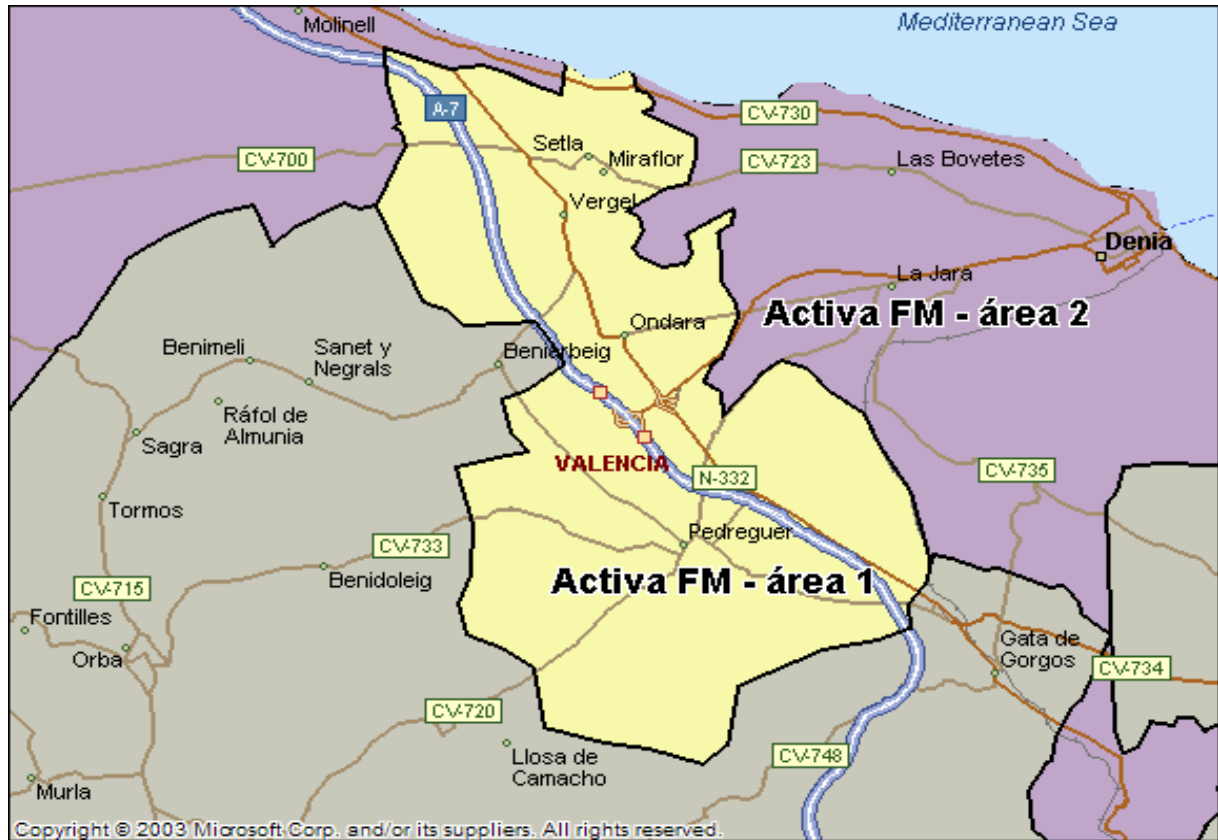 Molinell
Mediterranean Sea
A-7
CV-730
Setla
CV-700
Miraflor
CV-723
Las Bovetes
Vergel
Denia
La Jara
Activa FM - área 2
Ondara
Benimeli
Sanet y
Negrals
Beniarbeig
Ráfol de
Almunia
Sagra
VALENCIA
N-332
CV-735
Tormos
Pedreguer
CV-733
Benidoleig
Activa FM - área 1
CV-715
Fontilles
Orba
Gata de
Gorgos
CV-734
CV-720
Llosa de
Camacho
CV-748
Murla
Copyright © 2003 Microsoft Corp. and/or its suppliers. All rights reserved.